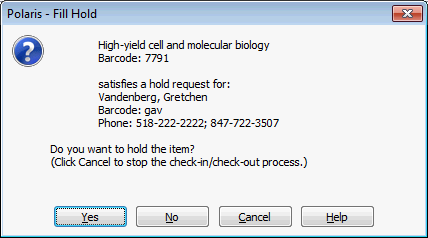 Polaris - Fill Hold
High-yield cell and molecular biology
Barcode: 7791
satisfies a hold request for:
Vandenberg, Gretchen
Barcode: gav
Phone: 518-222-2222; 847-722-3507
Do you want to hold the item?
(Click Cancel to stop the check-in/check-out process.)
Yes No Cancel Help